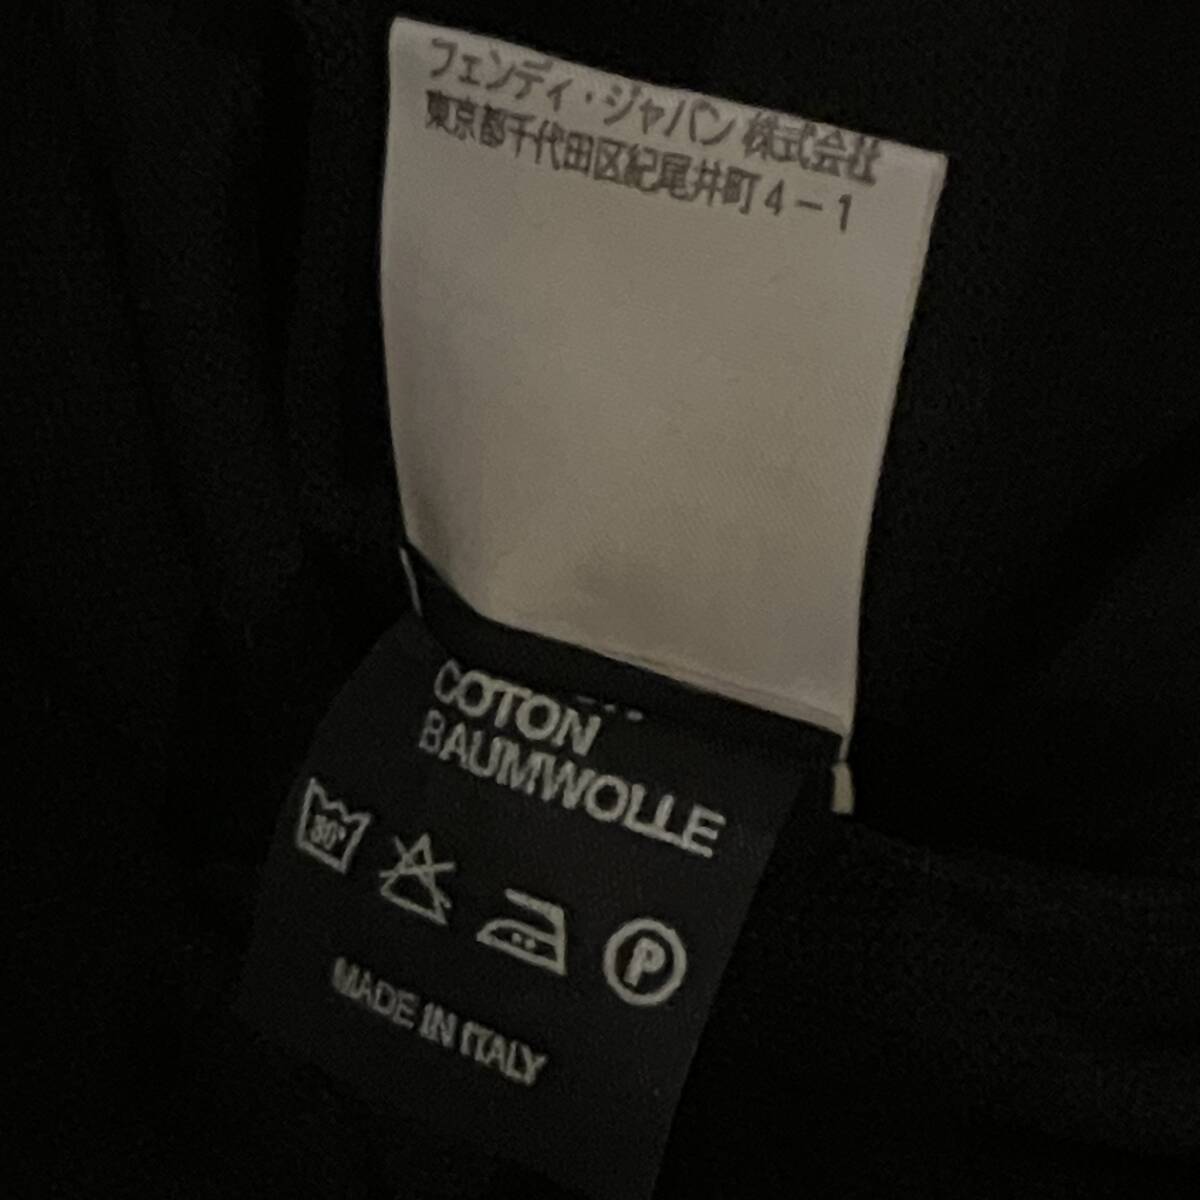 フェンディ・ジャパン株式会社
東京都千代田区紀尾井町4-1
COTON
BAUMWOLLE
30°
P
MADE IN ITALY